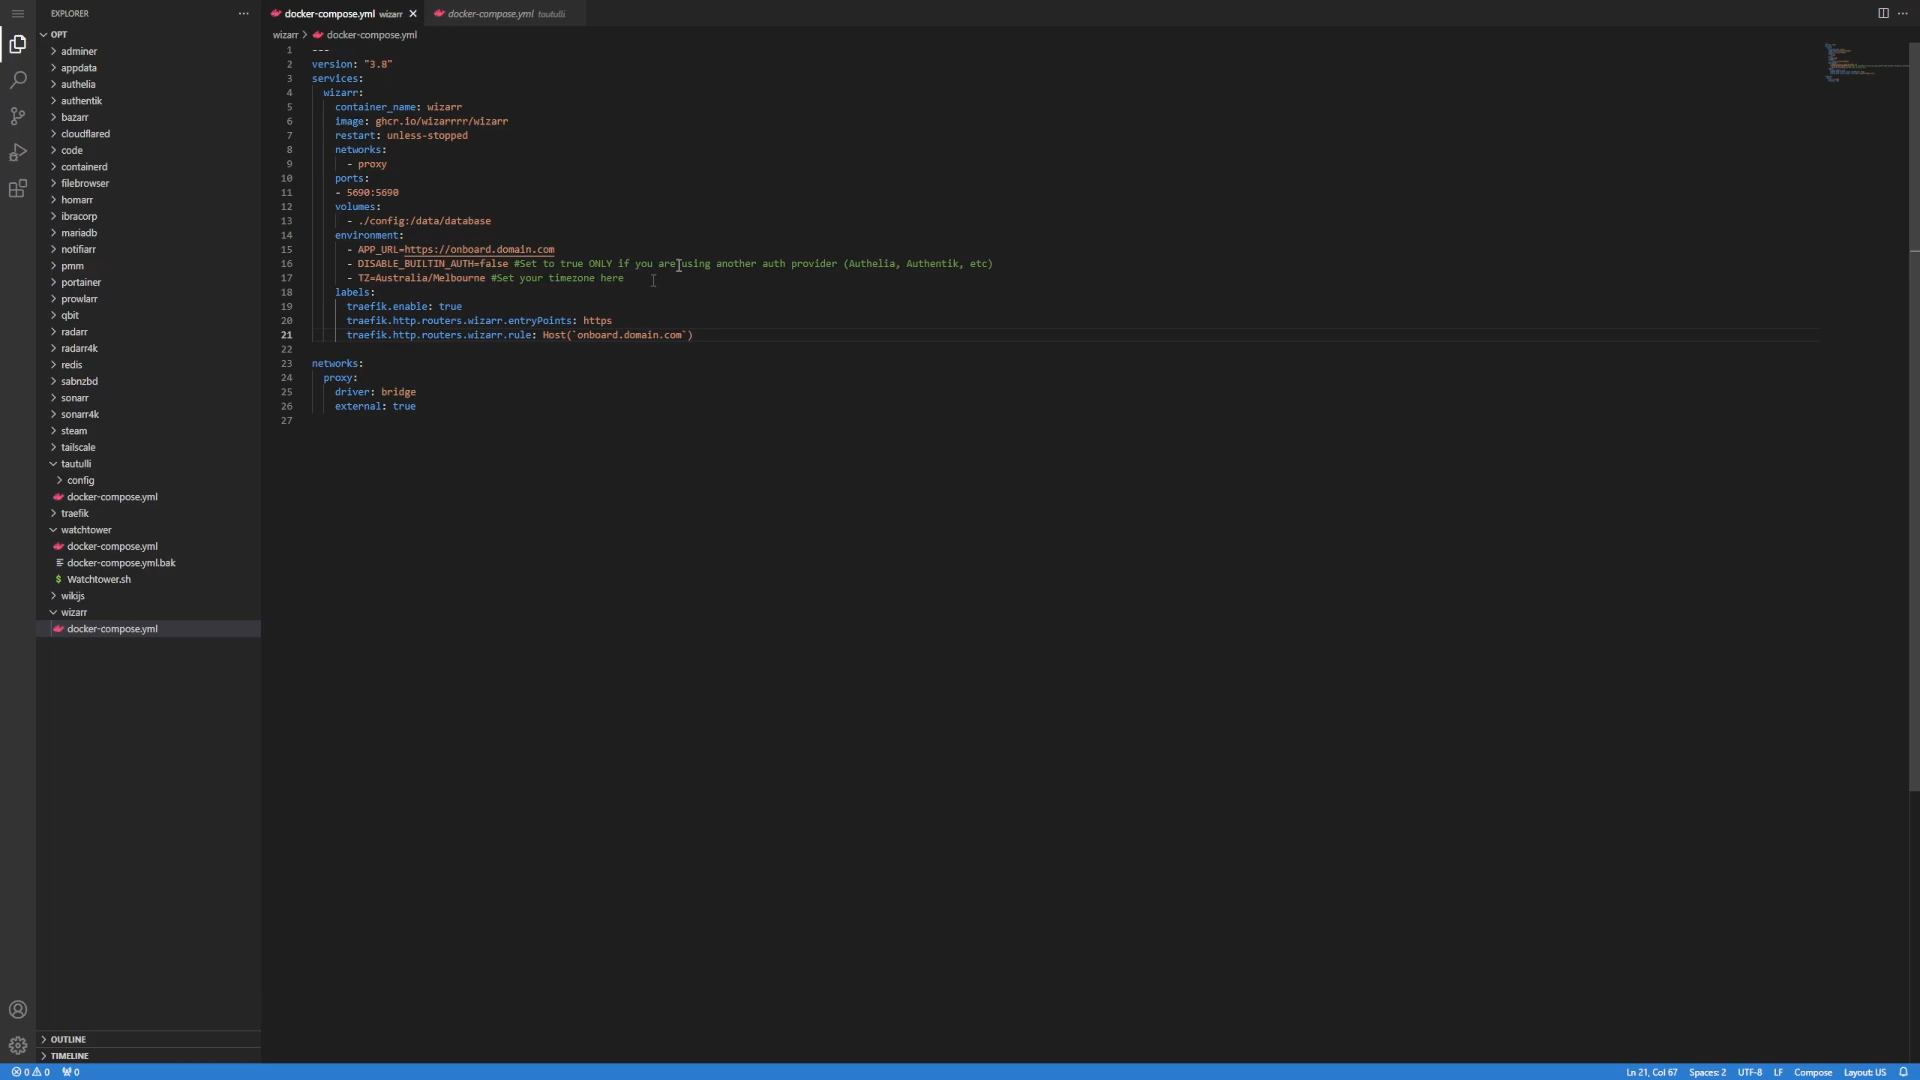 EXPLORER
OPT
adminer
appdata
authelia
authentik
bazarr
cloudflared
code
containerd
filebrowser
homarr
ibracorp
mariadb
notifiarr
pmm
portainer
prowlarr
qbit
radarr
radarr4k
redis
sabnzbd
sonarr
sonarr4k
steam
tailscale
tautulli
config
docker-compose.yml
traefik
watchtower
docker-compose.yml
docker-compose.yml.bak
$ Watchtower.sh
wikijs
wizarr
docker-compose.yml
OUTLINE
TIMELINE
docker-compose.yml wizarr
docker-compose.yml tautulli
wizarr > docker-compose.yml
1 ---
2 version: "3.8"
3 services:
4 wizarr:
5 container_name: wizarr
6 image: ghcr.io/wizarrrr/wizarr
7 restart: unless-stopped
8 networks:
9 - proxy
10 ports:
11 - 5690:5690
12 volumes:
13 - ./config:/data/database
14 environment:
15 - APP_URL=https://onboard.domain.com
16 - DISABLE_BUILTIN_AUTH=false #Set to true ONLY if you are using another auth provider (Authelia, Authentik, etc)
17 - TZ=Australia/Melbourne #Set your timezone here
18 labels:
19 traefik.enable: true
20 traefik.http.routers.wizarr.entryPoints: https
21 traefik.http.routers.wizarr.rule: Host(`onboard.domain.com`)
22
23 networks:
24 proxy:
25 driver: bridge
26 external: true
27
0 0 0
Ln 21, Col 67 Spaces: 2 UTF-8 LF Compose Layout: US